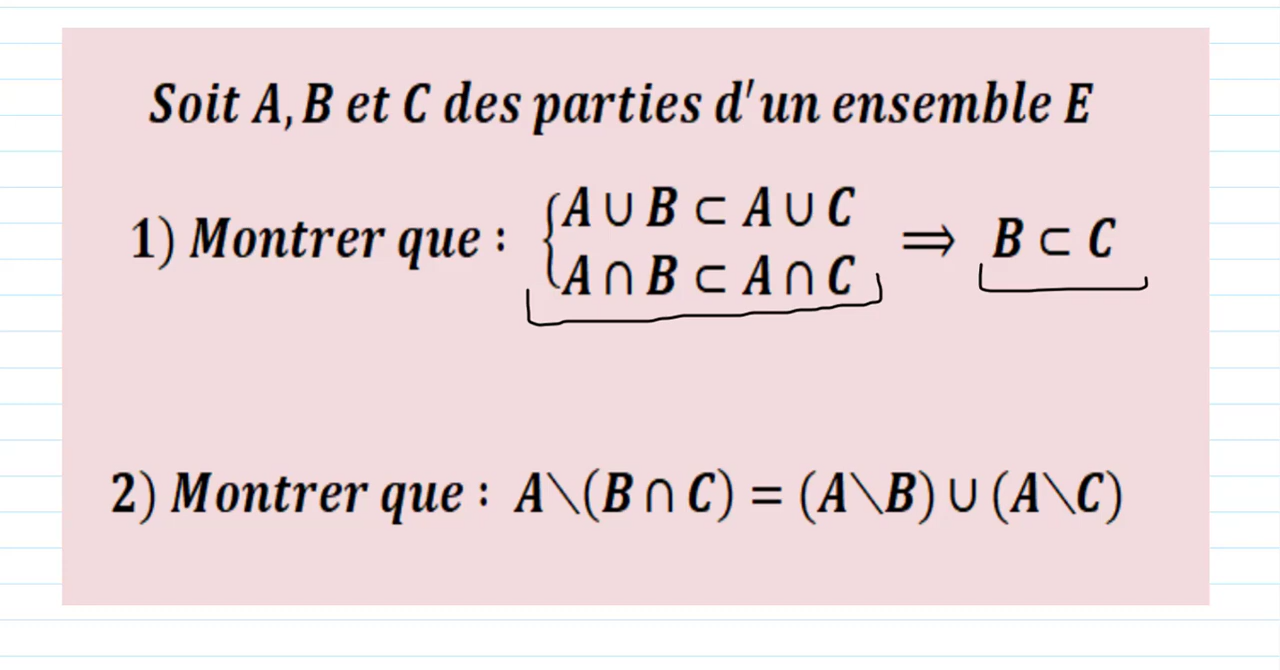 Soit A, B et C des parties d'un ensemble E
1) Montrer que : { A ∪ B ⊂ A ∪ C
A ∩ B ⊂ A ∩ C ⟹ B ⊂ C
2) Montrer que : A\(B ∩ C) = (A\B) ∪ (A\C)